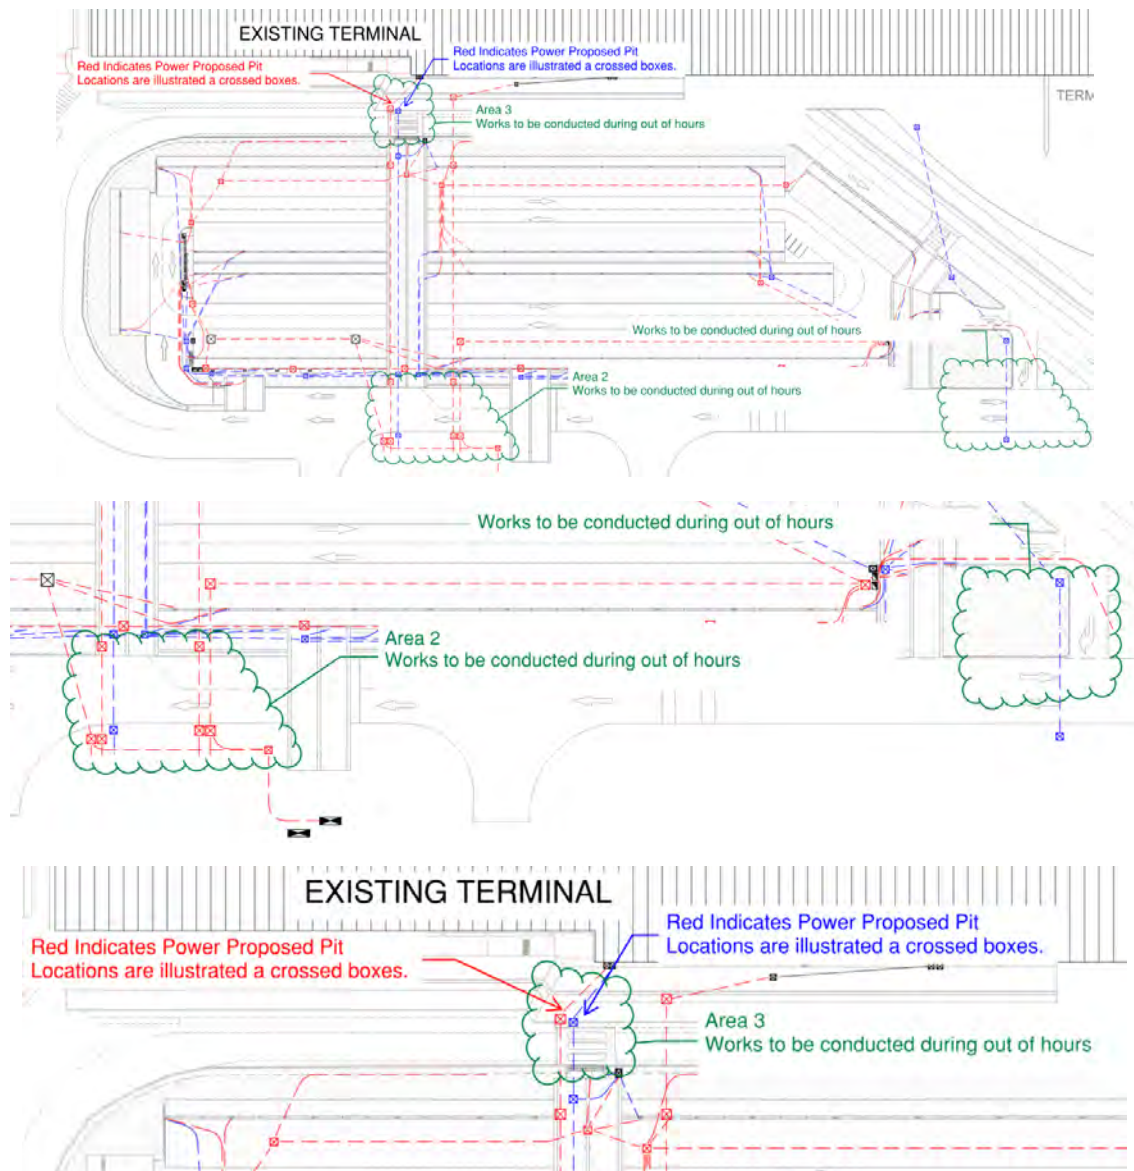 EXISTING TERMINAL
Red Indicates Power Proposed Pit
Locations are illustrated a crossed boxes.
Red Indicates Power Proposed Pit
Locations are illustrated a crossed boxes.
TERM
Area 3
Works to be conducted during out of hours
Works to be conducted during out of hours
Area 2
Works to be conducted during out of hours
Works to be conducted during out of hours
Area 2
Works to be conducted during out of hours
EXISTING TERMINAL
Red Indicates Power Proposed Pit
Locations are illustrated a crossed boxes.
Red Indicates Power Proposed Pit
Locations are illustrated a crossed boxes.
Area 3
Works to be conducted during out of hours